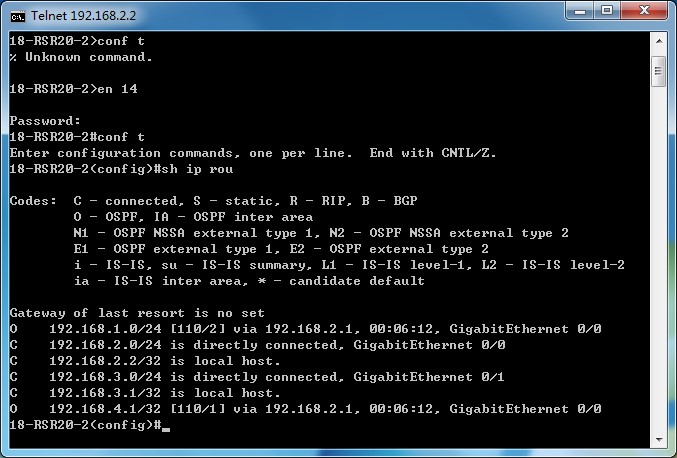 Telnet 192.168.2.2
18-RSR20-2>conf t
% Unknown command.
18-RSR20-2>en 14
Password:
18-RSR20-2#conf t
Enter configuration commands, one per line.  End with CNTL/Z.
18-RSR20-2(config)#sh ip rou
Codes:  C - connected, S - static, R - RIP, B - BGP
        O - OSPF, IA - OSPF inter area
        N1 - OSPF NSSA external type 1, N2 - OSPF NSSA external type 2
        E1 - OSPF external type 1, E2 - OSPF external type 2
        i - IS-IS, su - IS-IS summary, L1 - IS-IS level-1, L2 - IS-IS level-2
        ia - IS-IS inter area, * - candidate default
Gateway of last resort is no set
O    192.168.1.0/24 [110/2] via 192.168.2.1, 00:06:12, GigabitEthernet 0/0
C    192.168.2.0/24 is directly connected, GigabitEthernet 0/0
C    192.168.2.2/32 is local host.
C    192.168.3.0/24 is directly connected, GigabitEthernet 0/1
C    192.168.3.1/32 is local host.
O    192.168.4.1/32 [110/1] via 192.168.2.1, 00:06:12, GigabitEthernet 0/0
18-RSR20-2(config)#